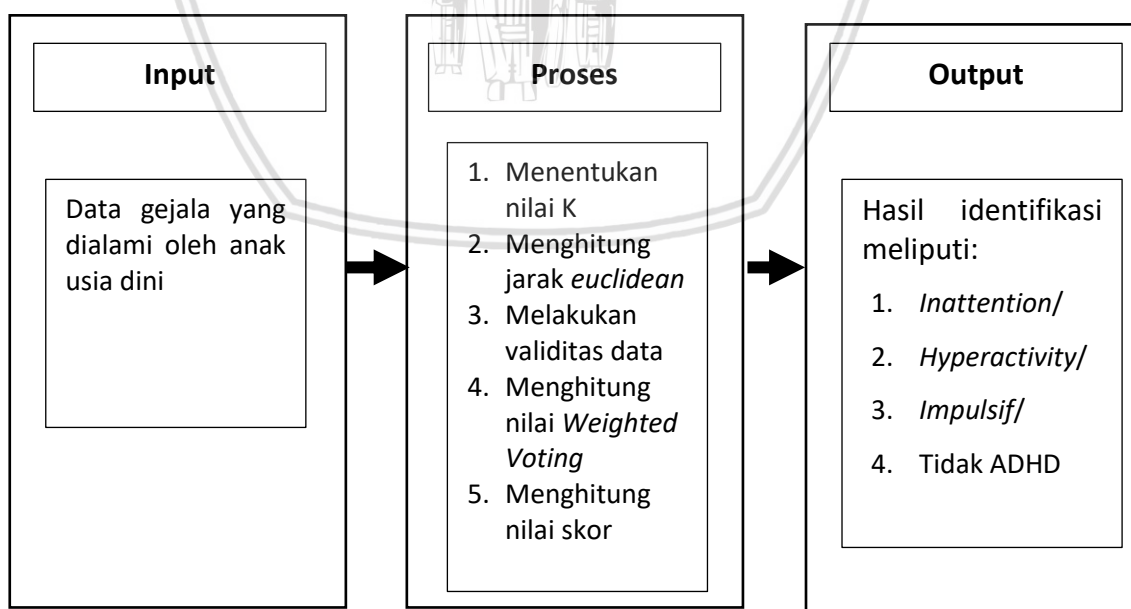 Input
Data gejala yang
dialami oleh anak
usia dini
Proses
1. Menentukan
nilai K
2. Menghitung
jarak euclidean
3. Melakukan
validitas data
4. Menghitung
nilai Weighted
Voting
5. Menghitung
nilai skor
Output
Hasil identifikasi
meliputi:
1. Inattention/
2. Hyperactivity/
3. Impulsif/
4. Tidak ADHD